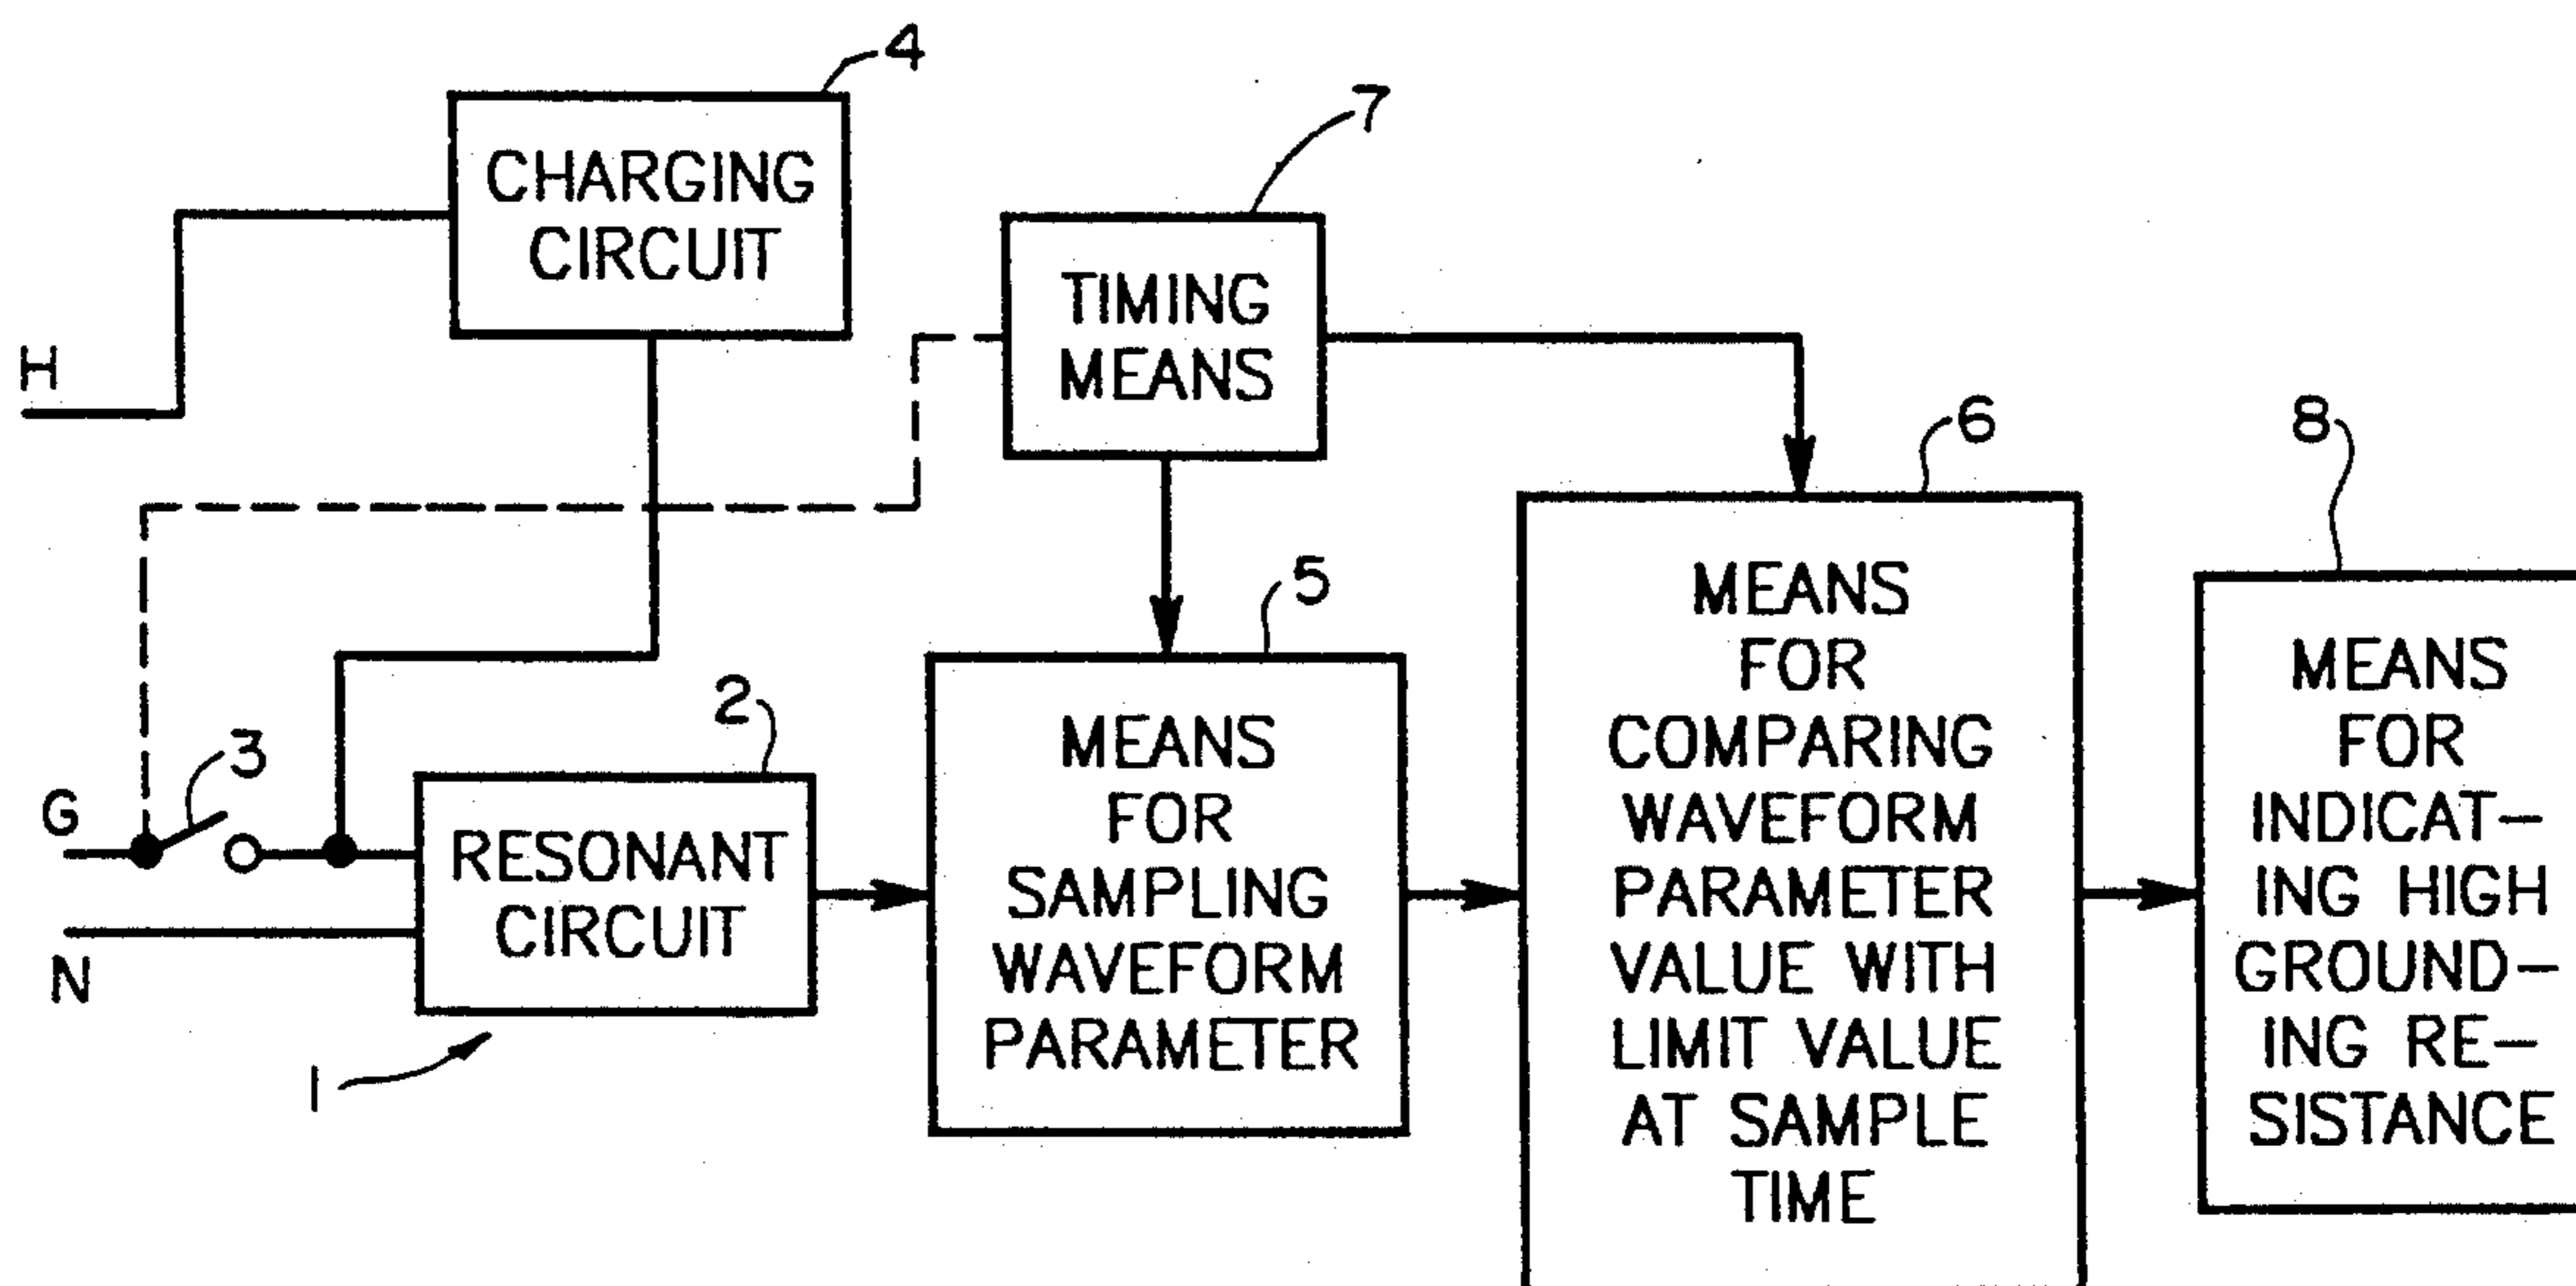 4
CHARGING
CIRCUIT
7
TIMING
MEANS
H
6
8
5
MEANS
FOR
COMPARING
WAVEFORM
PARAMETER
VALUE WITH
LIMIT VALUE
AT SAMPLE
TIME
MEANS
FOR
INDICAT-
ING HIGH
GROUND-
ING RE-
SISTANCE
2
3
G
RESONANT
CIRCUIT
N
1
MEANS
FOR
SAMPLING
WAVEFORM
PARAMETER